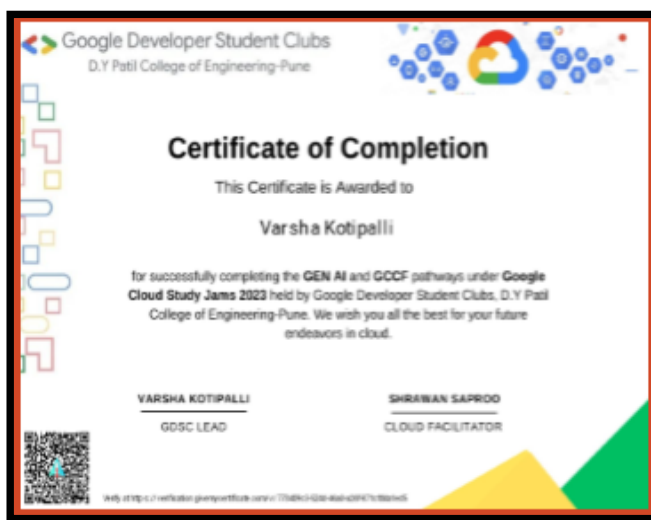 Google Developer Student Clubs
D.Y Patil College of Engineering-Pune
Certificate of Completion
This Certificate is Awarded to
Varsha Kotipalli
for successfully completing the GEN AI and GCCF pathways under Google
Cloud Study Jams 2023 held by Google Developer Student Clubs, D.Y Patil
College of Engineering-Pune. We wish you all the best for your future
endeavors in cloud.
VARSHA KOTIPALLI
SHRAWAN SAPROO
GDSC LEAD
CLOUD FACILITATOR
Verify at